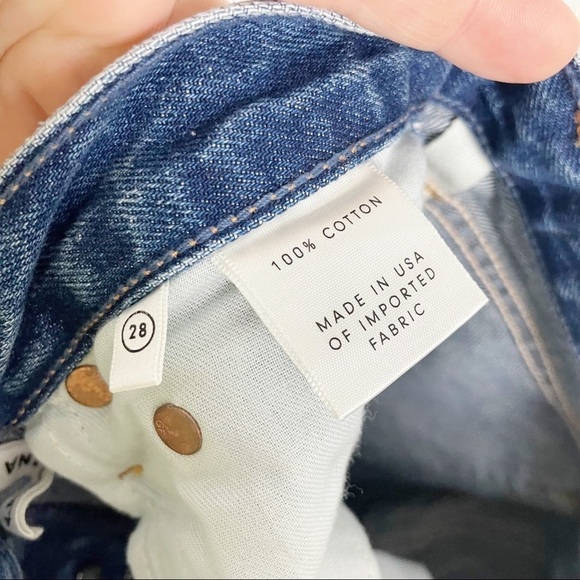 100% COTTON
MADE IN USA
OF IMPORTED
FABRIC
28